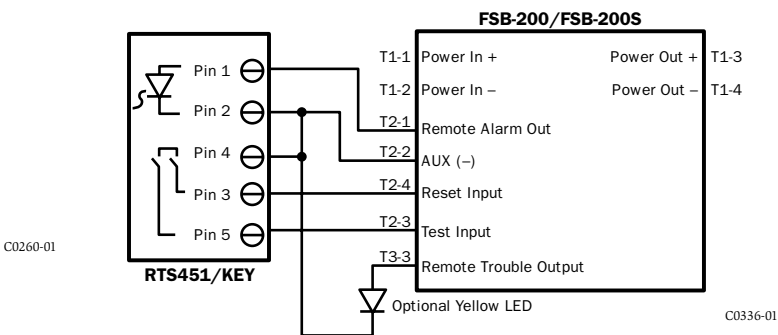 FSB-200/FSB-200S
T1-1 Power In + Power Out + T1-3
T1-2 Power In – Power Out – T1-4
Pin 1
T2-1 Remote Alarm Out
Pin 2
T2-2 AUX (–)
Pin 4
T2-4 Reset Input
Pin 3
T2-3 Test Input
Pin 5
T3-3 Remote Trouble Output
C0260-01
RTS451/KEY
Optional Yellow LED
C0336-01